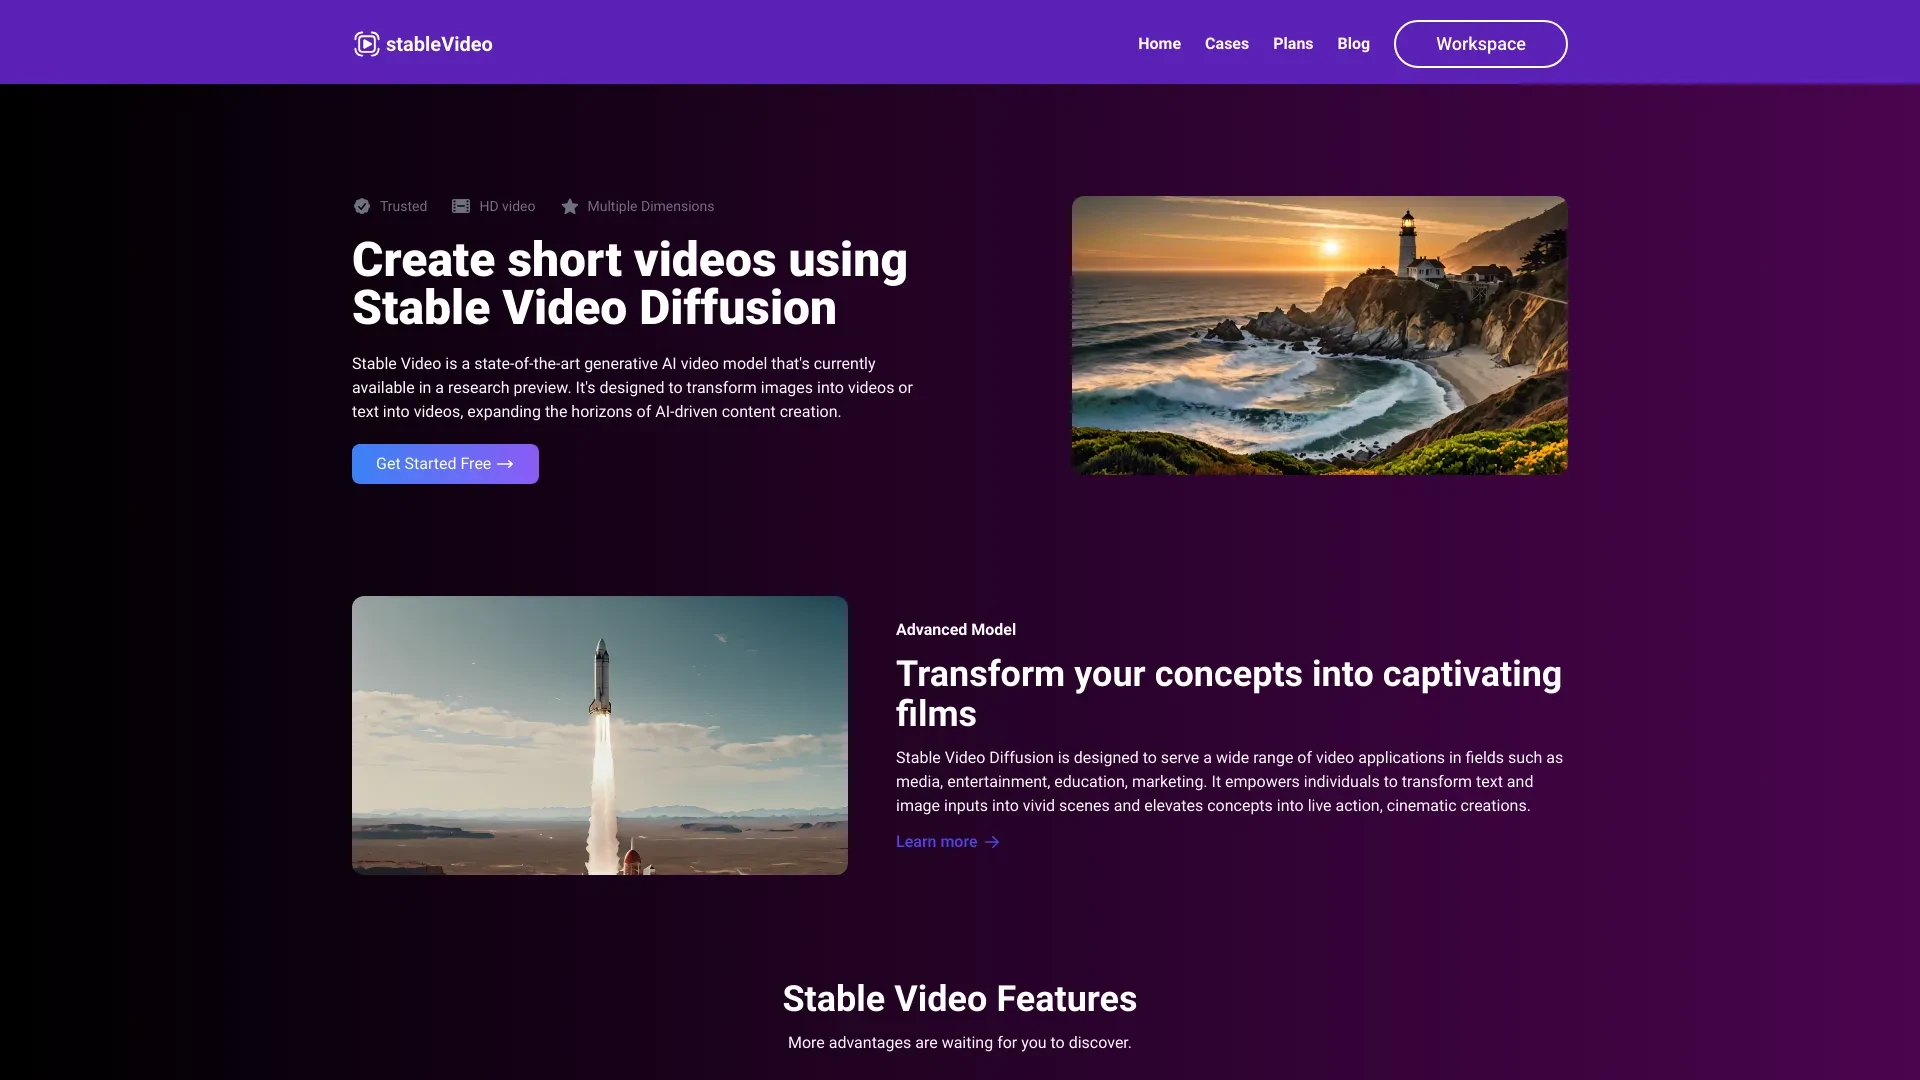 stableVideo
Home
Cases
Plans
Blog
Workspace
Trusted
HD video
Multiple Dimensions
Create short videos using
Stable Video Diffusion
Stable Video is a state-of-the-art generative AI video model that's currently
available in a research preview. It's designed to transform images into videos or
text into videos, expanding the horizons of AI-driven content creation.
Get Started Free →
Advanced Model
Transform your concepts into captivating
films
Stable Video Diffusion is designed to serve a wide range of video applications in fields such as
media, entertainment, education, marketing. It empowers individuals to transform text and
image inputs into vivid scenes and elevates concepts into live action, cinematic creations.
Learn more →
Stable Video Features
More advantages are waiting for you to discover.